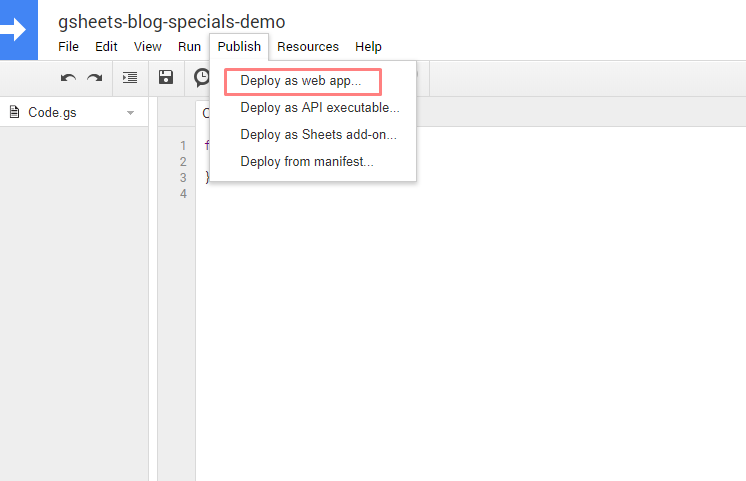 gsheets-blog-specials-demo
File Edit View Run Publish Resources Help
Deploy as web app...
Deploy as API executable...
Deploy as Sheets add-on...
Deploy from manifest...
Code.gs
1
2
3 }
4